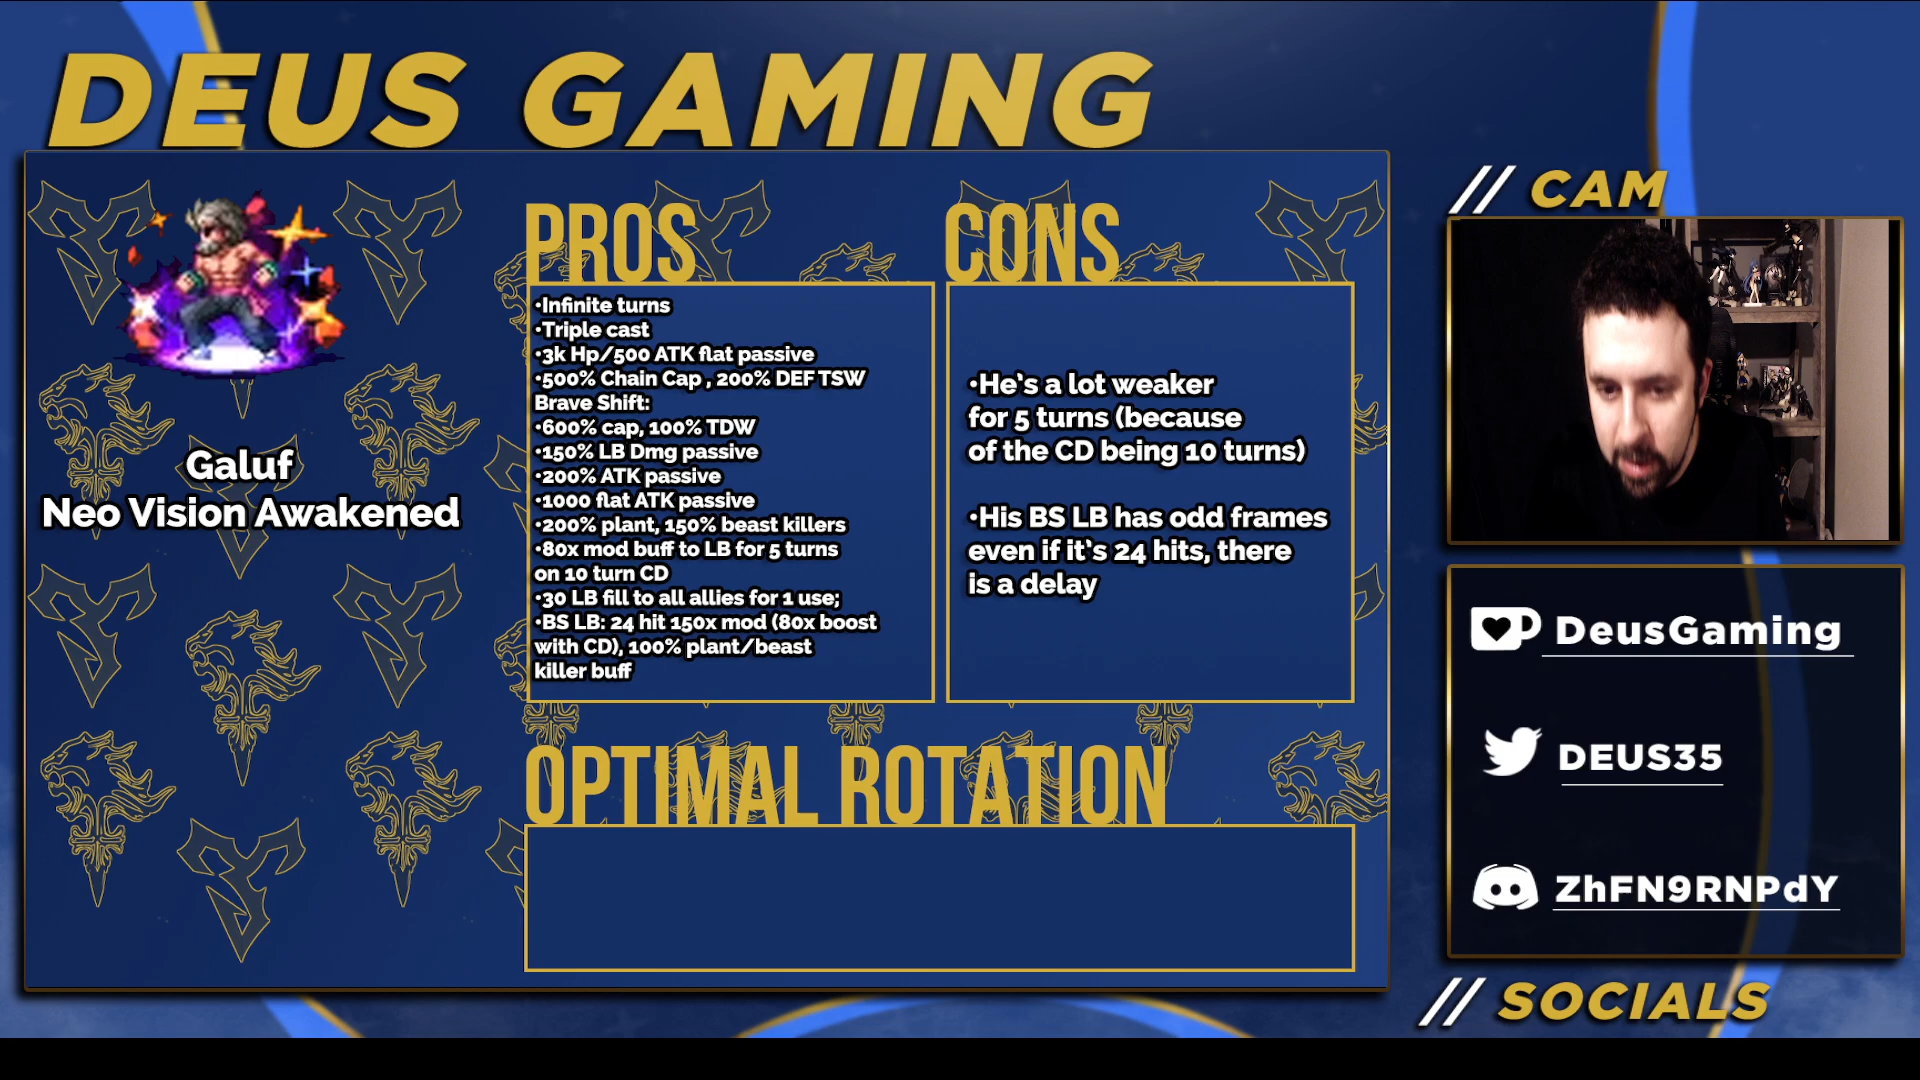 DEUS GAMING
// CAM
PROS
CONS
•Infinite turns
•Triple cast
•3k Hp/500 ATK flat passive
•500% Chain Cap , 200% DEF TSW
Brave Shift:
•600% cap, 100% TDW
•150% LB Dmg passive
•200% ATK passive
•1000 flat ATK passive
•200% plant, 150% beast killers
•80x mod buff to LB for 5 turns
on 10 turn CD
•30 LB fill to all allies for 1 use;
•BS LB: 24 hit 150x mod (80x boost
with CD), 100% plant/beast
killer buff
•He's a lot weaker
for 5 turns (because
of the CD being 10 turns)
•His BS LB has odd frames
even if it's 24 hits, there
is a delay
Galuf
Neo Vision Awakened
OPTIMAL ROTATION
DeusGaming
DEUS35
ZhFN9RNPdY
// SOCIALS